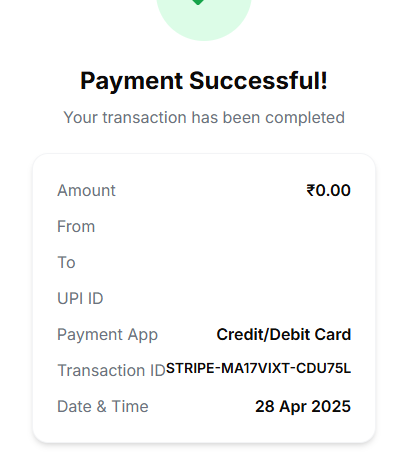 Payment Successful!
Your transaction has been completed
Amount ₹0.00
From
To
UPI ID
Payment App Credit/Debit Card
Transaction ID STRIPE-MA17VIXT-CDU75L
Date & Time 28 Apr 2025